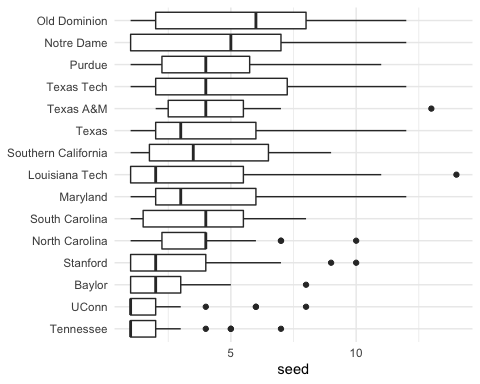 Old Dominion
Notre Dame
Purdue
Texas Tech
Texas A&M
Texas
Southern California
Louisiana Tech
Maryland
South Carolina
North Carolina
Stanford
Baylor
UConn
Tennessee
5 10
seed